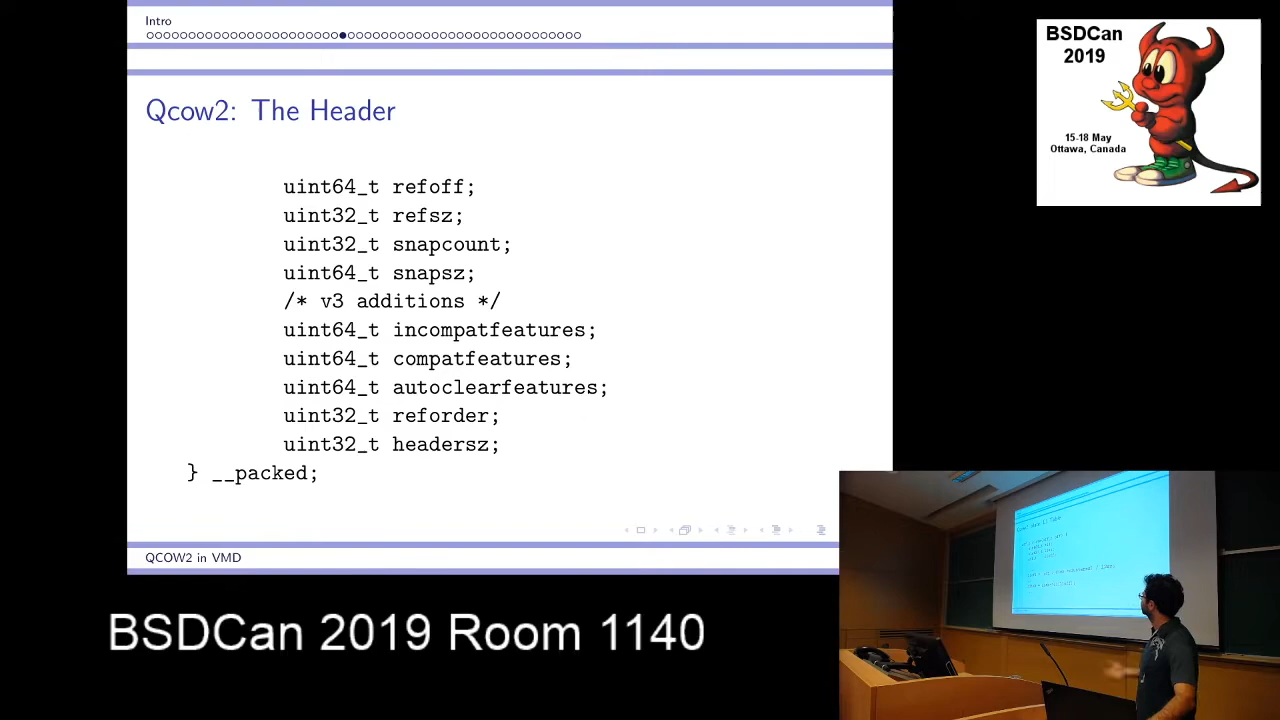 Intro
Qcow2: The Header
uint64_t refoff;
uint32_t refsz;
uint32_t snapcount;
uint64_t snapsz;
/* v3 additions */
uint64_t incompatfeatures;
uint64_t compatfeatures;
uint64_t autoclearfeatures;
uint32_t reforder;
uint32_t headersz;
} __packed;
QCOW2 in VMD
BSDCan
2019
15-18 May
Ottawa, Canada
BSDCan 2019 Room 1140